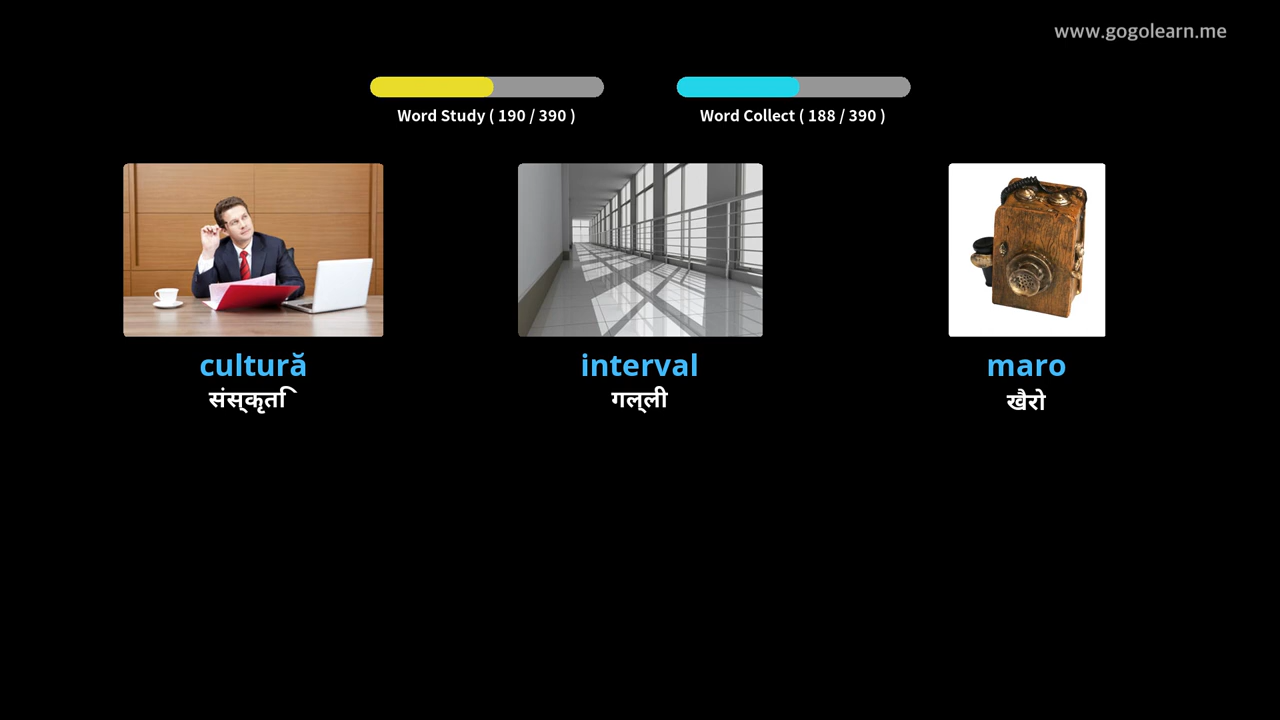 www.gogolearn.me
Word Study ( 190 / 390 )
Word Collect ( 188 / 390 )
cultură
संस्कृति
interval
गल्ली
maro
खैरो